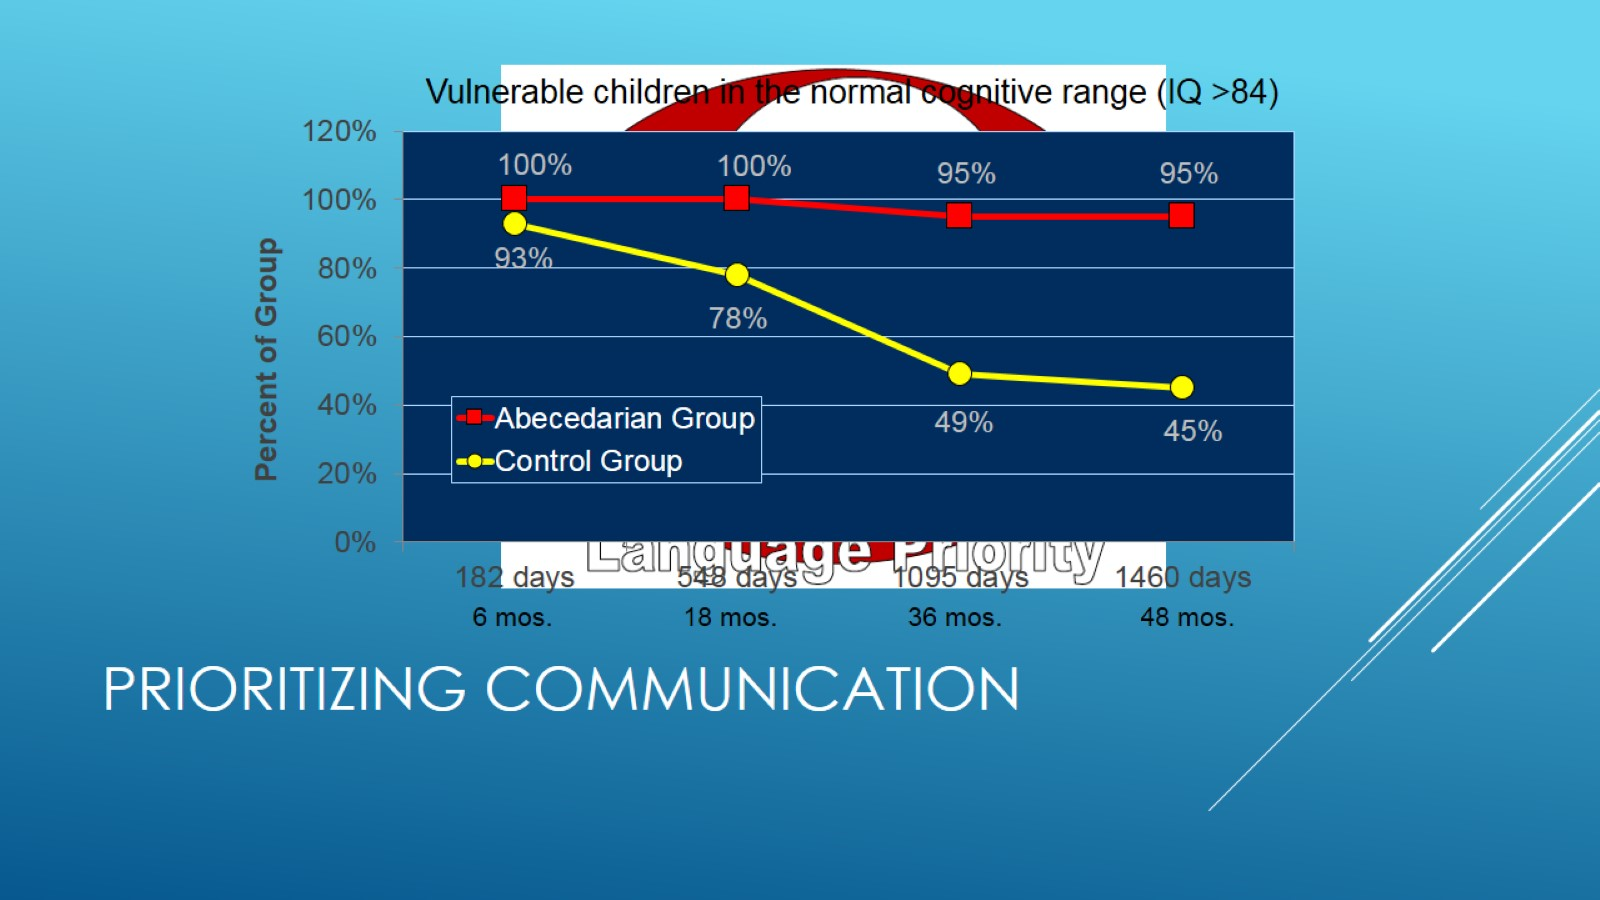 Vulnerable children in the normal cognitive range (IQ >84)
Percent of Group
120%
100%
80%
60%
40%
20%
0%
100%
100%
95%
95%
93%
78%
49%
45%
Abecedarian Group
Control Group
Language Priority
182 days
548 days
1095 days
1460 days
6 mos.
18 mos.
36 mos.
48 mos.
PRIORITIZING COMMUNICATION